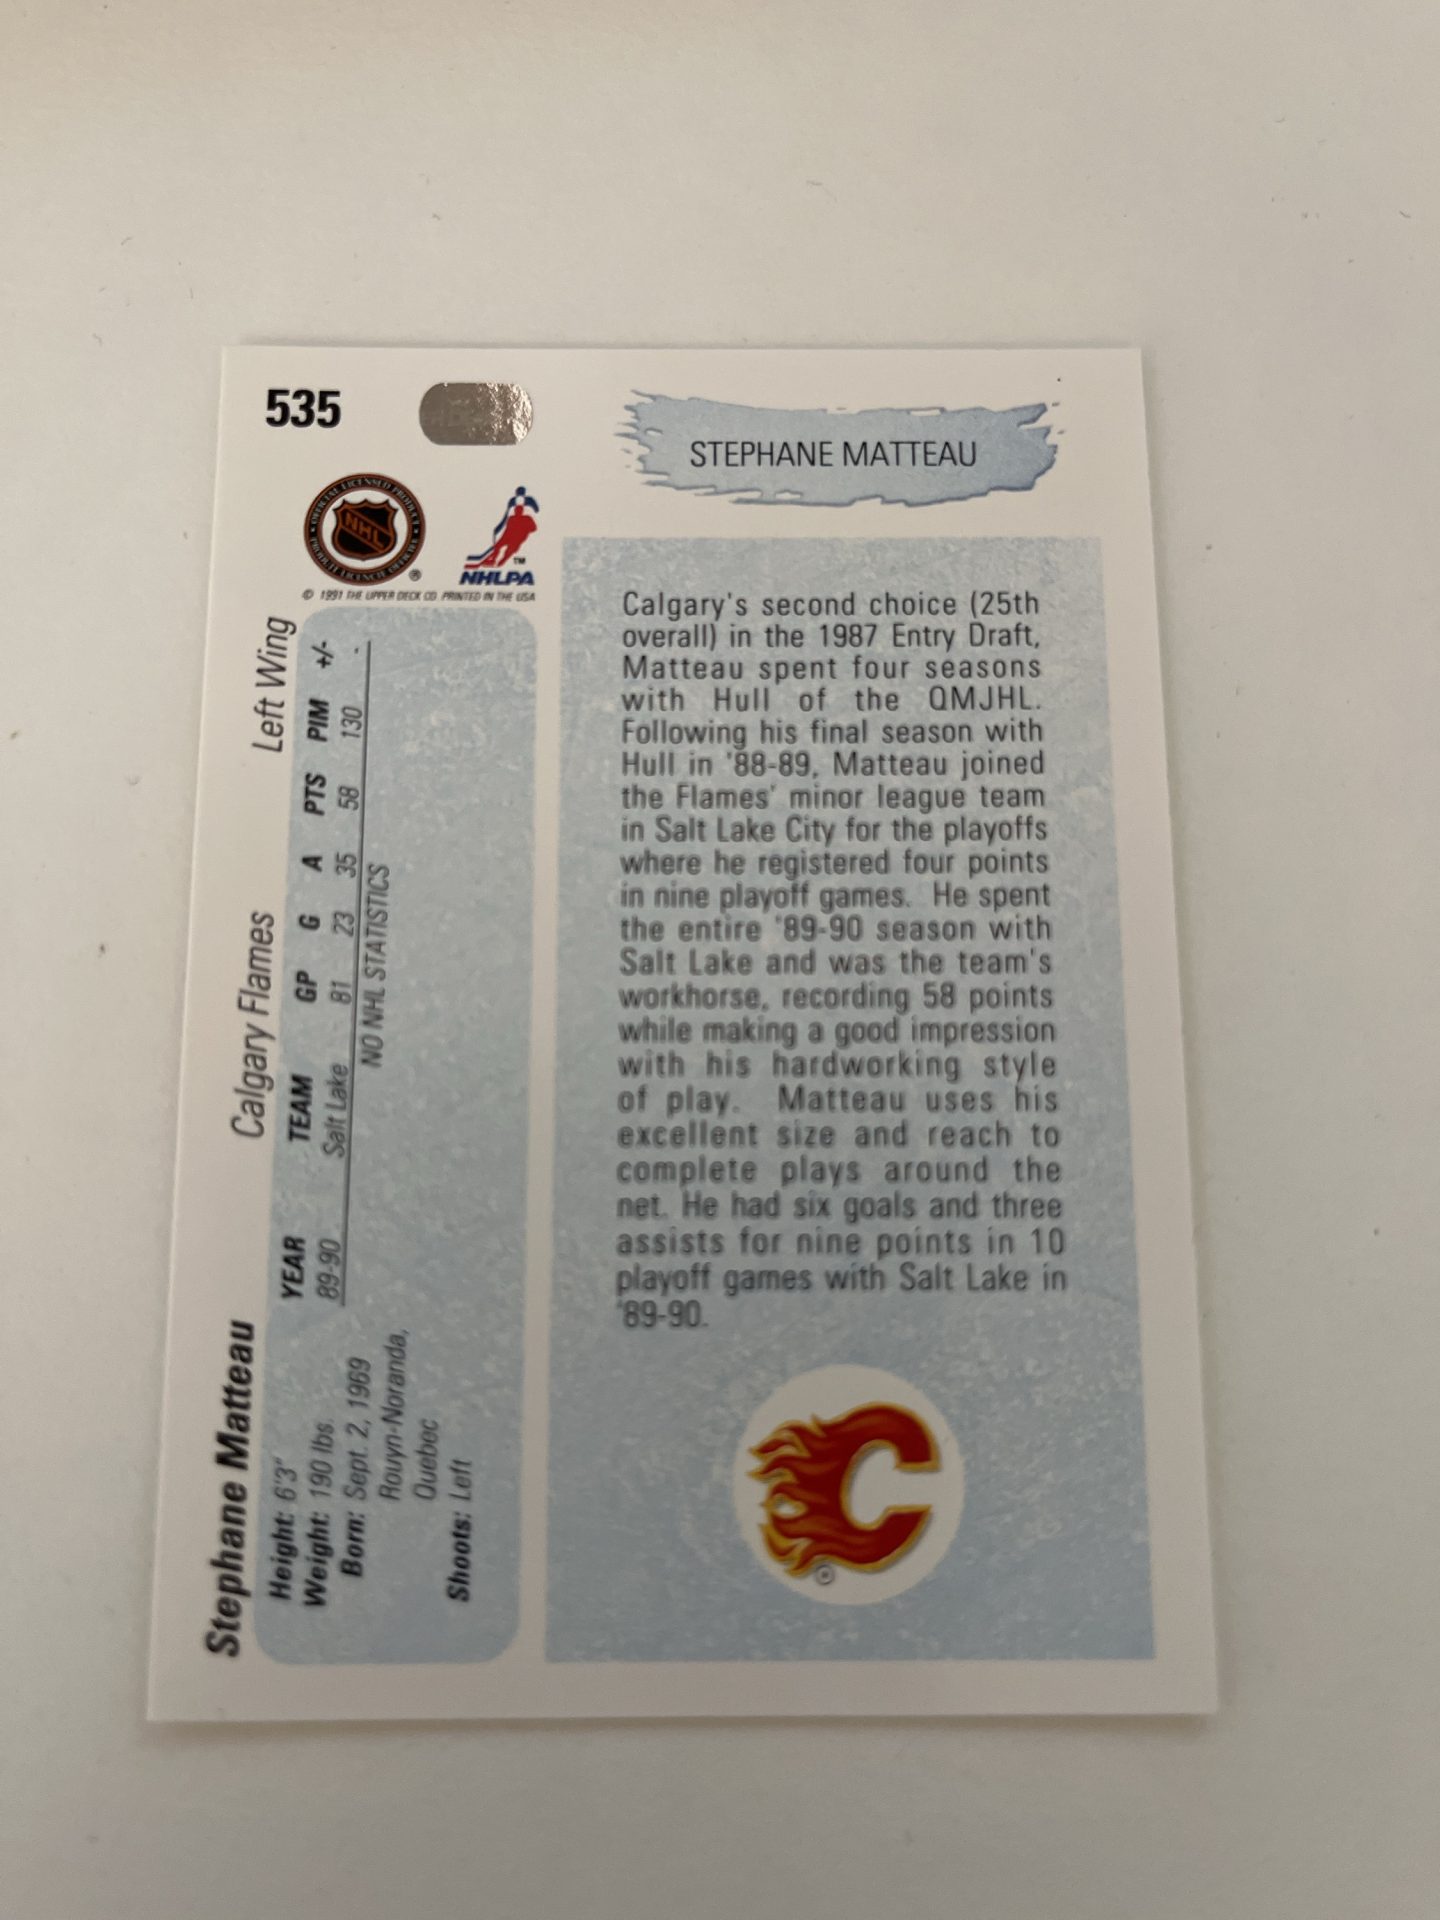 535
STEPHANE MATTEAU
OFFICIAL LICENSED PRODUCT
NHL
PRODUIT LICENCIÉ OFFICIEL
®
TM
NHLPA
© 1991 THE UPPER DECK CO. PRINTED IN THE USA
Calgary's second choice (25th
overall) in the 1987 Entry Draft,
Matteau spent four seasons
with Hull of the QMJHL.
Following his final season with
Hull in '88-89, Matteau joined
the Flames' minor league team
in Salt Lake City for the playoffs
where he registered four points
in nine playoff games. He spent
the entire '89-90 season with
Salt Lake and was the team's
workhorse, recording 58 points
while making a good impression
with his hardworking style
of play. Matteau uses his
excellent size and reach to
complete plays around the
net. He had six goals and three
assists for nine points in 10
playoff games with Salt Lake in
'89-90.
C
©
Stephane Matteau Calgary Flames Left Wing
Height: 6'3"
Weight: 190 lbs.
Born: Sept. 2, 1969
Rouyn-Noranda,
Quebec
Shoots: Left
YEAR TEAM GP G A PTS PIM +/-
89-90 Salt Lake 81 23 35 58 130 -
NO NHL STATISTICS